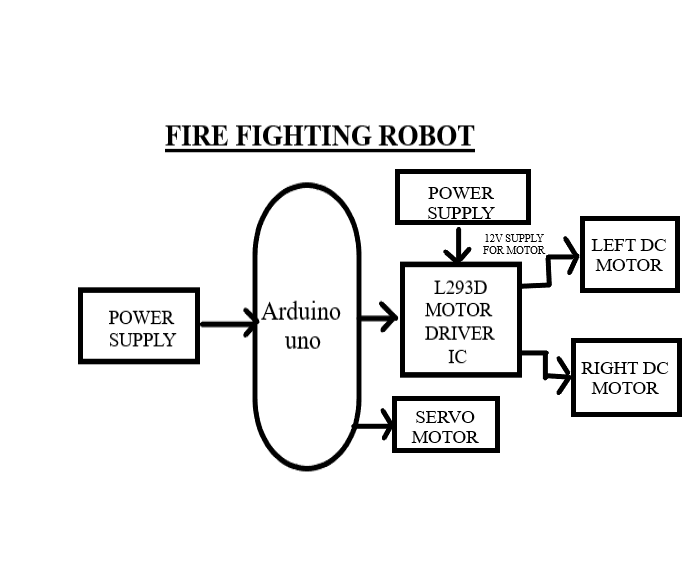 FIRE FIGHTING ROBOT
POWER
SUPPLY
12V SUPPLY
FOR MOTOR
LEFT DC
MOTOR
L293D
MOTOR
DRIVER
IC
POWER
SUPPLY
Arduino
uno
RIGHT DC
MOTOR
SERVO
MOTOR